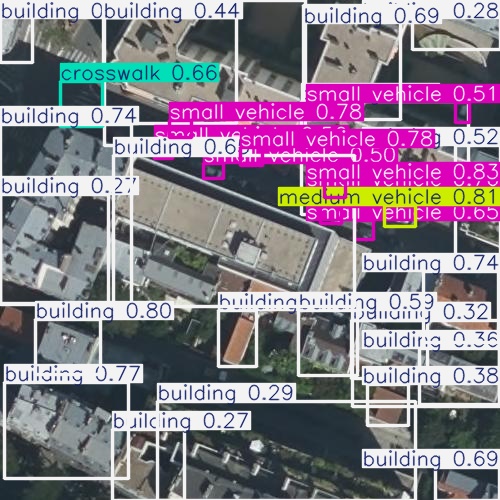 building 0
building 0.44
building 0.69
0.28
crosswalk 0.66
small vehicle 0.51
small vehicle 0.78
building 0.74
small vehicle 0.78
0.52
building 0.6
small vehicle 0.50
small vehicle 0.83
building 0.27
medium vehicle 0.81
small vehicle 0.65
building 0.74
building
building 0.59
building 0.32
building 0.80
building 0.35
building 0.77
building 0.38
building 0.29
building 0.27
building 0.69